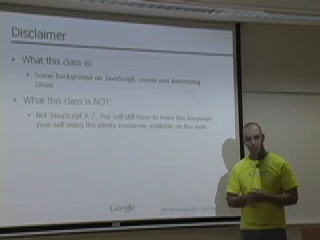 Disclaimer
• What this class is:
• Some background on JavaScript, corner and interesting
cases
• What this class is NOT:
• Not JavaScript A-Z. You will still have to learn the language
your self using the plenty resources available on the web
Google